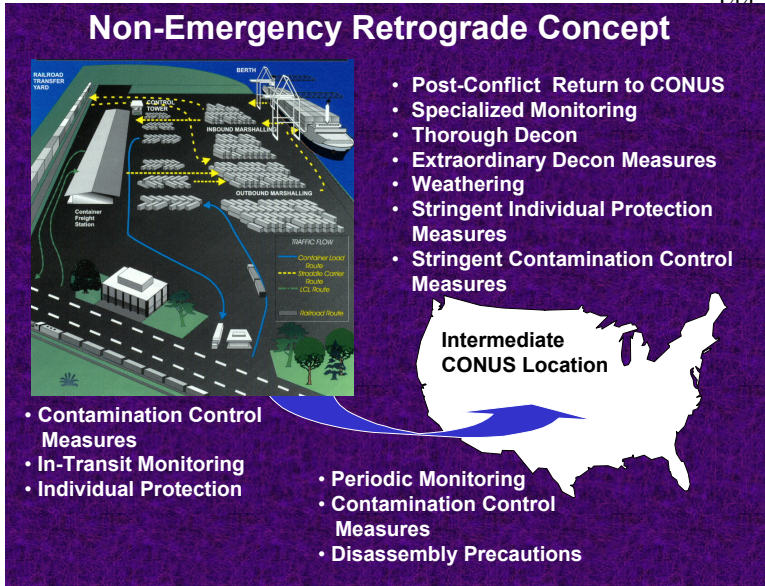 Non-Emergency Retrograde Concept
RAILROAD
TRANSFER
YARD
BERTH
CONTROL
TOWER
INBOUND MARSHALLING
OUTBOUND MARSHALLING
Container
Freight
Station
TRAFFIC FLOW
Container Load
Route
Straddle Carrier
Route
LCL Route
Railroad Route
• Post-Conflict Return to CONUS
• Specialized Monitoring
• Thorough Decon
• Extraordinary Decon Measures
• Weathering
• Stringent Individual Protection
Measures
• Stringent Contamination Control
Measures
Intermediate
CONUS Location
• Contamination Control
Measures
• In-Transit Monitoring
• Individual Protection
• Periodic Monitoring
• Contamination Control
Measures
• Disassembly Precautions